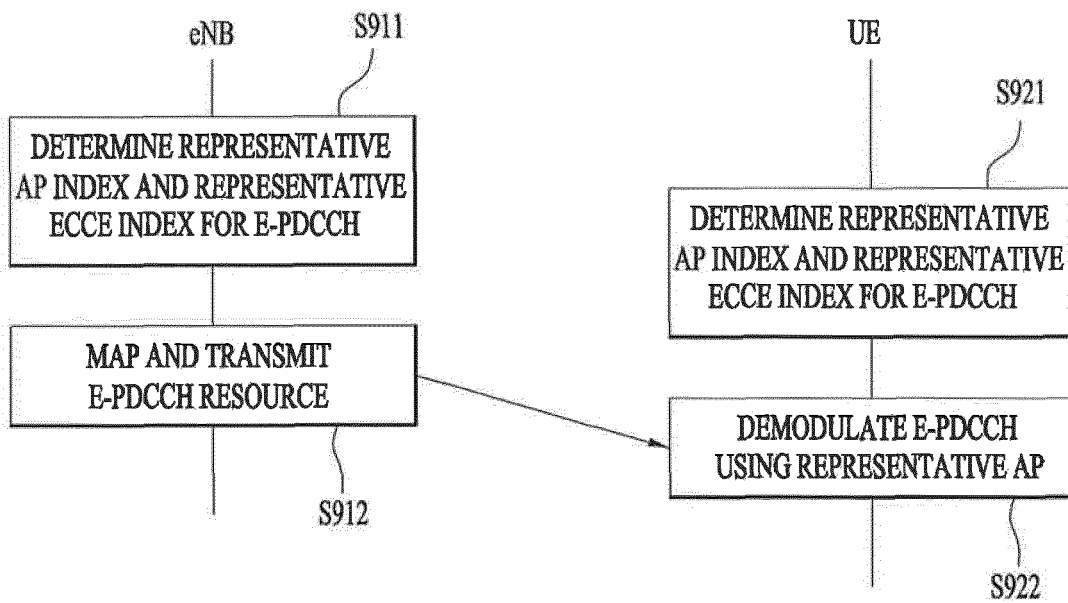 eNB
S911
DETERMINE REPRESENTATIVE
AP INDEX AND REPRESENTATIVE
ECCE INDEX FOR E-PDCCH
MAP AND TRANSMIT
E-PDCCH RESOURCE
S912
UE
S921
DETERMINE REPRESENTATIVE
AP INDEX AND REPRESENTATIVE
ECCE INDEX FOR E-PDCCH
DEMODULATE E-PDCCH
USING REPRESENTATIVE AP
S922